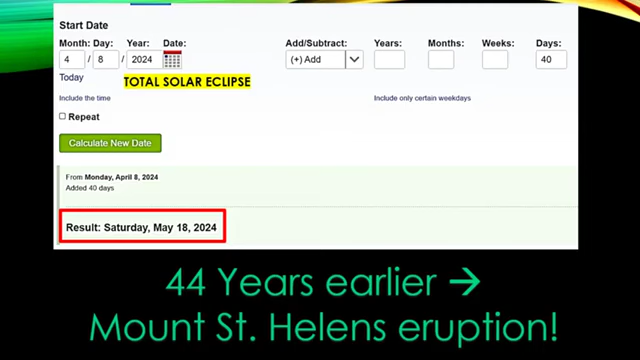 Start Date
Month: Day: Year: Date: Add/Subtract: Years: Months: Weeks: Days:
4 / 8 / 2024 (+) Add 40
Today TOTAL SOLAR ECLIPSE
Include the time Include only certain weekdays
Repeat
Calculate New Date
From Monday, April 8, 2024
Added 40 days
Result: Saturday, May 18, 2024
44 Years earlier →
Mount St. Helens eruption!